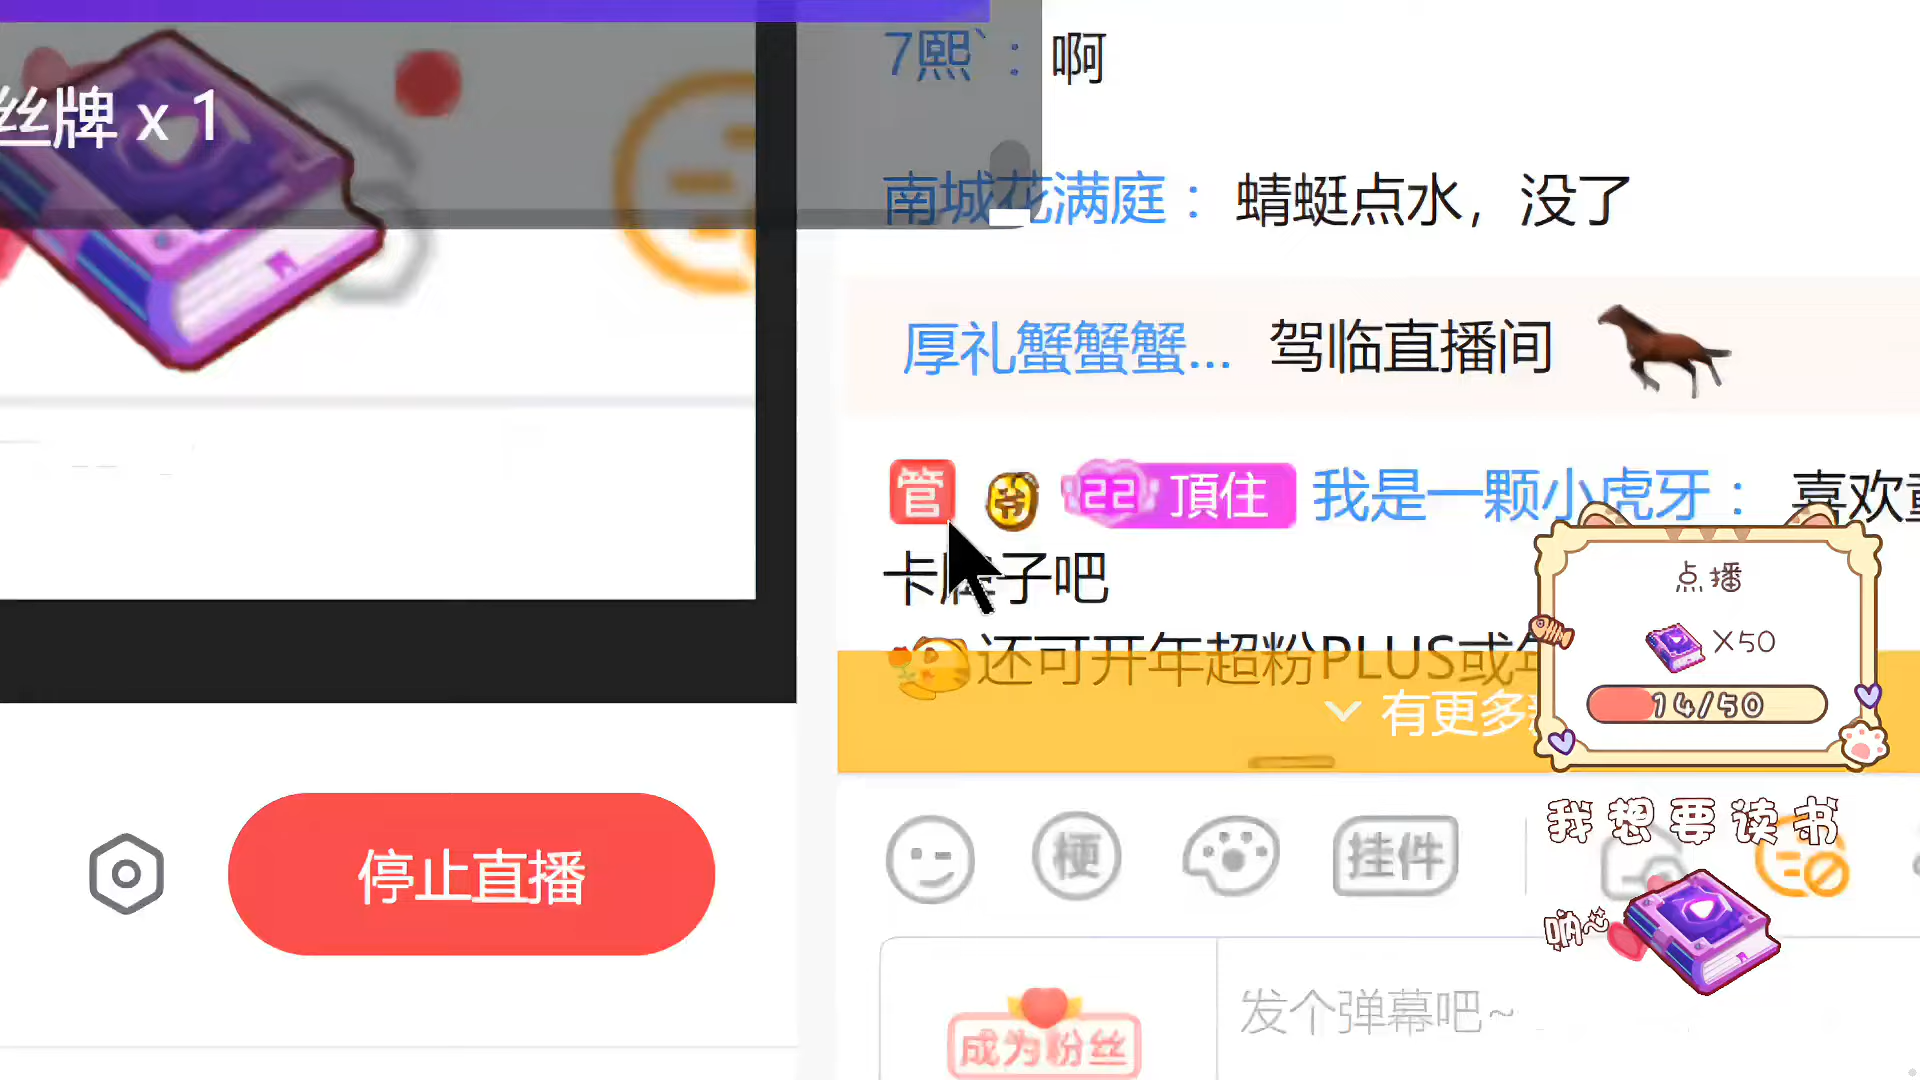 丝牌 x 1
7熙`：啊
南城花满庭：蜻蜓点水，没了
厚礼蟹蟹蟹... 驾临直播间
管 22 頂住 我是一颗小虎牙： 喜欢
卡牌子吧
还可开年超粉PLUS或
有更多
点播
X50
14/50
停止直播
梗 挂件
我想要读书
呐~
成为粉丝
发个弹幕吧~